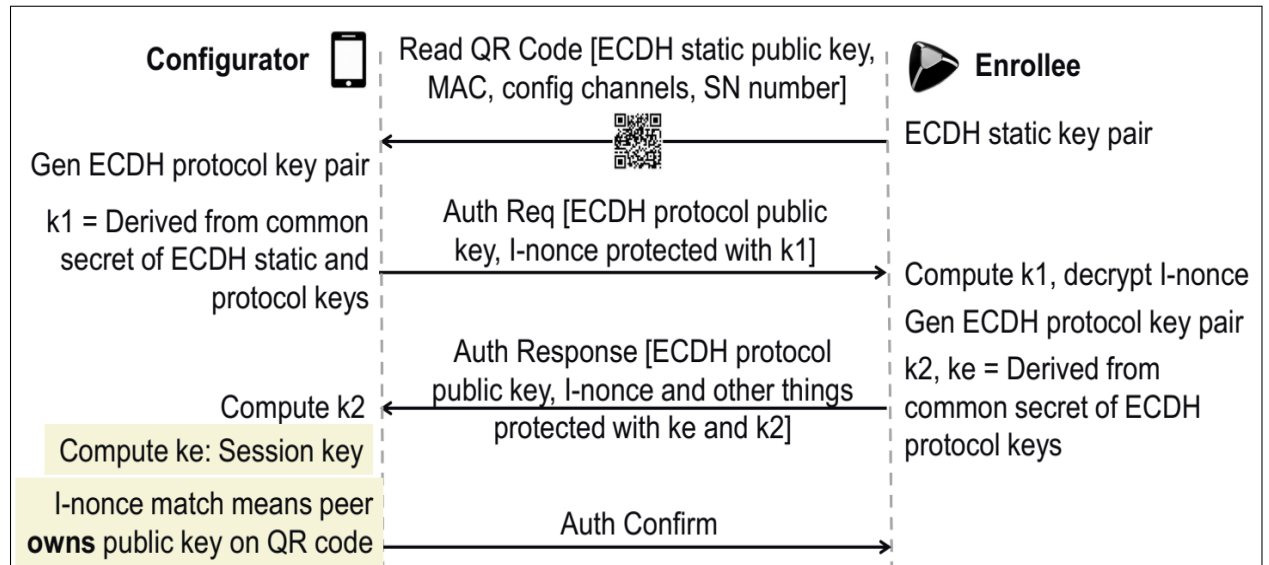 Configurator
Read QR Code [ECDH static public key,
MAC, config channels, SN number]
Enrollee
ECDH static key pair
Gen ECDH protocol key pair
k1 = Derived from common
secret of ECDH static and
protocol keys
Auth Req [ECDH protocol public
key, I-nonce protected with k1]
Compute k1, decrypt I-nonce
Gen ECDH protocol key pair
k2, ke = Derived from
common secret of ECDH
protocol keys
Auth Response [ECDH protocol
public key, I-nonce and other things
protected with ke and k2]
Compute k2
Compute ke: Session key
I-nonce match means peer
owns public key on QR code
Auth Confirm